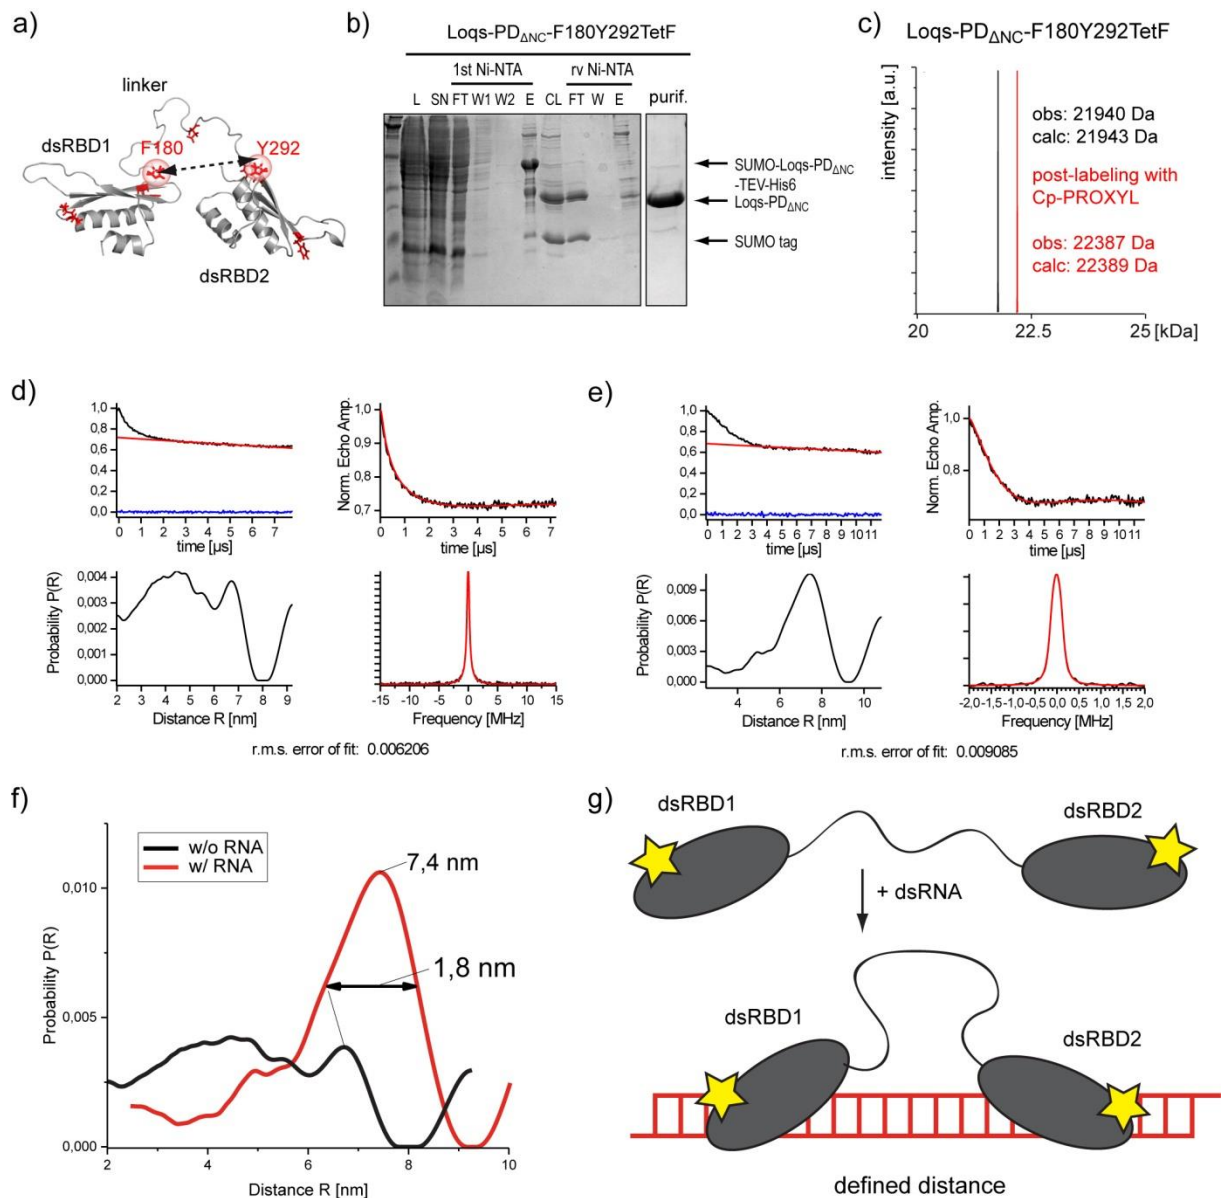 a)
linker
dsRBD1
F180
Y292
dsRBD2
b)
Loqs-PDΔNC-F180Y292TetF
1st Ni-NTA
rv Ni-NTA
L SN FT W1 W2 E CL FT W E purif.
SUMO-Loqs-PDΔNC
-TEV-His6
Loqs-PDΔNC
SUMO tag
c)
Loqs-PDΔNC-F180Y292TetF
intensity [a.u.]
obs: 21940 Da
calc: 21943 Da
post-labeling with
Cp-PROXYL
obs: 22387 Da
calc: 22389 Da
20 22.5 25 [kDa]
d)
1,0
0,8
0,6
0,4
0,2
0,0
0 1 2 3 4 5 6 7
time [µs]
Norm. Echo Amp.
1,0
0,9
0,8
0,7
0 1 2 3 4 5 6 7
time [µs]
Probability P(R)
0,004
0,003
0,002
0,001
0,000
2 3 4 5 6 7 8 9
Distance R [nm]
-15 -10 -5 0 5 10 15
Frequency [MHz]
r.m.s. error of fit: 0.006206
e)
1,0
0,8
0,6
0,4
0,2
0,0
0 1 2 3 4 5 6 7 8 9 1011
time [µs]
Norm. Echo Amp.
1,0
0,8
0 1 2 3 4 5 6 7 8 9 1011
time [µs]
Probability P(R)
0,009
0,006
0,003
0,000
4 6 8 10
Distance R [nm]
-2,0 -1,5 -1,0 -0,5 0,0 0,5 1,0 1,5 2,0
Frequency [MHz]
r.m.s. error of fit: 0.009085
f)
w/o RNA
w/ RNA
7,4 nm
1,8 nm
Probability P(R)
0,010
0,005
0,000
2 4 6 8 10
Distance R [nm]
g)
dsRBD1
dsRBD2
+ dsRNA
dsRBD1
dsRBD2
defined distance